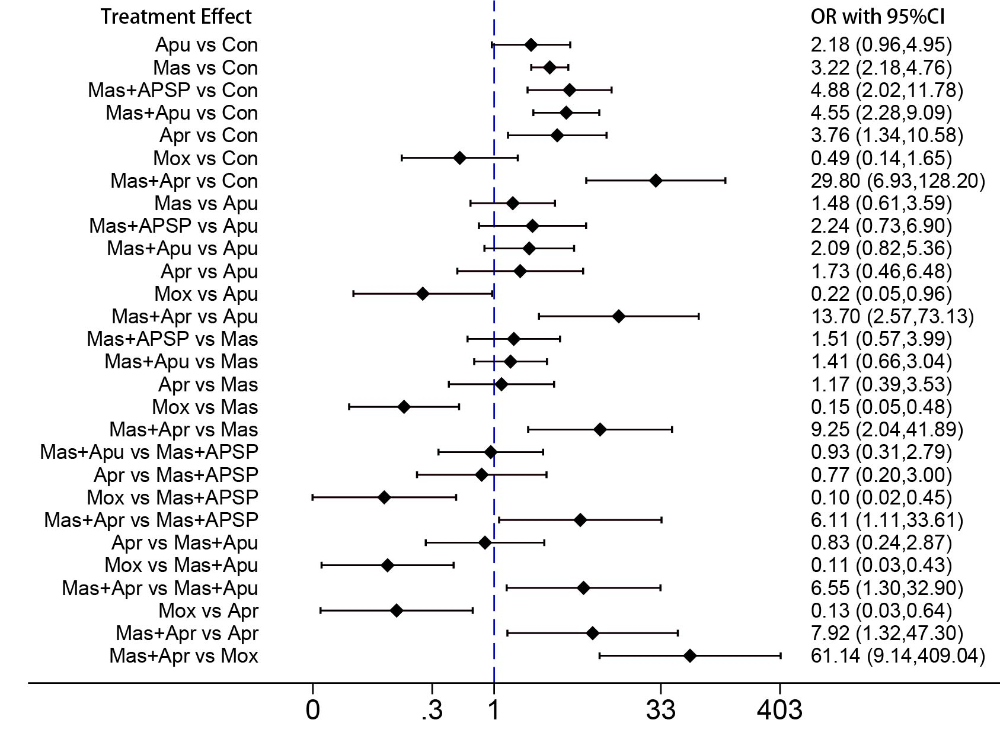 Treatment Effect OR with 95%CI
Apu vs Con 2.18 (0.96,4.95)
Mas vs Con 3.22 (2.18,4.76)
Mas+APSP vs Con 4.88 (2.02,11.78)
Mas+Apu vs Con 4.55 (2.28,9.09)
Apr vs Con 3.76 (1.34,10.58)
Mox vs Con 0.49 (0.14,1.65)
Mas+Apr vs Con 29.80 (6.93,128.20)
Mas vs Apu 1.48 (0.61,3.59)
Mas+APSP vs Apu 2.24 (0.73,6.90)
Mas+Apu vs Apu 2.09 (0.82,5.36)
Apr vs Apu 1.73 (0.46,6.48)
Mox vs Apu 0.22 (0.05,0.96)
Mas+Apr vs Apu 13.70 (2.57,73.13)
Mas+APSP vs Mas 1.51 (0.57,3.99)
Mas+Apu vs Mas 1.41 (0.66,3.04)
Apr vs Mas 1.17 (0.39,3.53)
Mox vs Mas 0.15 (0.05,0.48)
Mas+Apr vs Mas 9.25 (2.04,41.89)
Mas+Apu vs Mas+APSP 0.93 (0.31,2.79)
Apr vs Mas+APSP 0.77 (0.20,3.00)
Mox vs Mas+APSP 0.10 (0.02,0.45)
Mas+Apr vs Mas+APSP 6.11 (1.11,33.61)
Apr vs Mas+Apu 0.83 (0.24,2.87)
Mox vs Mas+Apu 0.11 (0.03,0.43)
Mas+Apr vs Mas+Apu 6.55 (1.30,32.90)
Mox vs Apr 0.13 (0.03,0.64)
Mas+Apr vs Apr 7.92 (1.32,47.30)
Mas+Apr vs Mox 61.14 (9.14,409.04)
0 .3 1 33 403